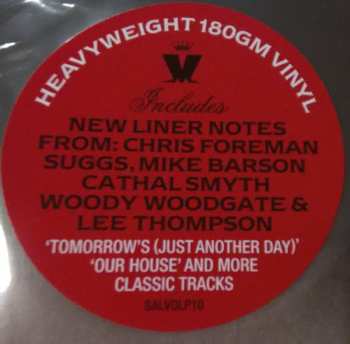 HEAVYWEIGHT 180GM VINYL
M
Includes
NEW LINER NOTES
FROM: CHRIS FOREMAN
SUGGS, MIKE BARSON
CATHAL SMYTH
WOODY WOODGATE &
LEE THOMPSON
'TOMORROW'S (JUST ANOTHER DAY)'
'OUR HOUSE' AND MORE
CLASSIC TRACKS
SALVOLP10